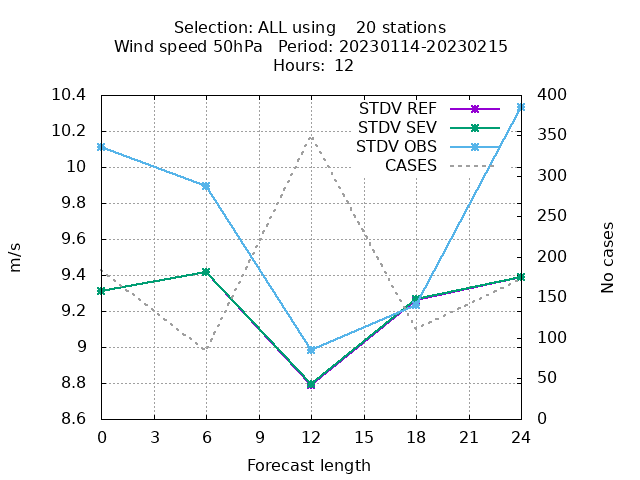 Selection: ALL using    20 stations
Wind speed 50hPa   Period: 20230114-20230215
Hours:  12
STDV REF
STDV SEV
STDV OBS
CASES
10.4
10.2
10
9.8
9.6
9.4
9.2
9
8.8
8.6
m/s
400
350
300
250
200
150
100
50
0
No cases
0 3 6 9 12 15 18 21 24
Forecast length